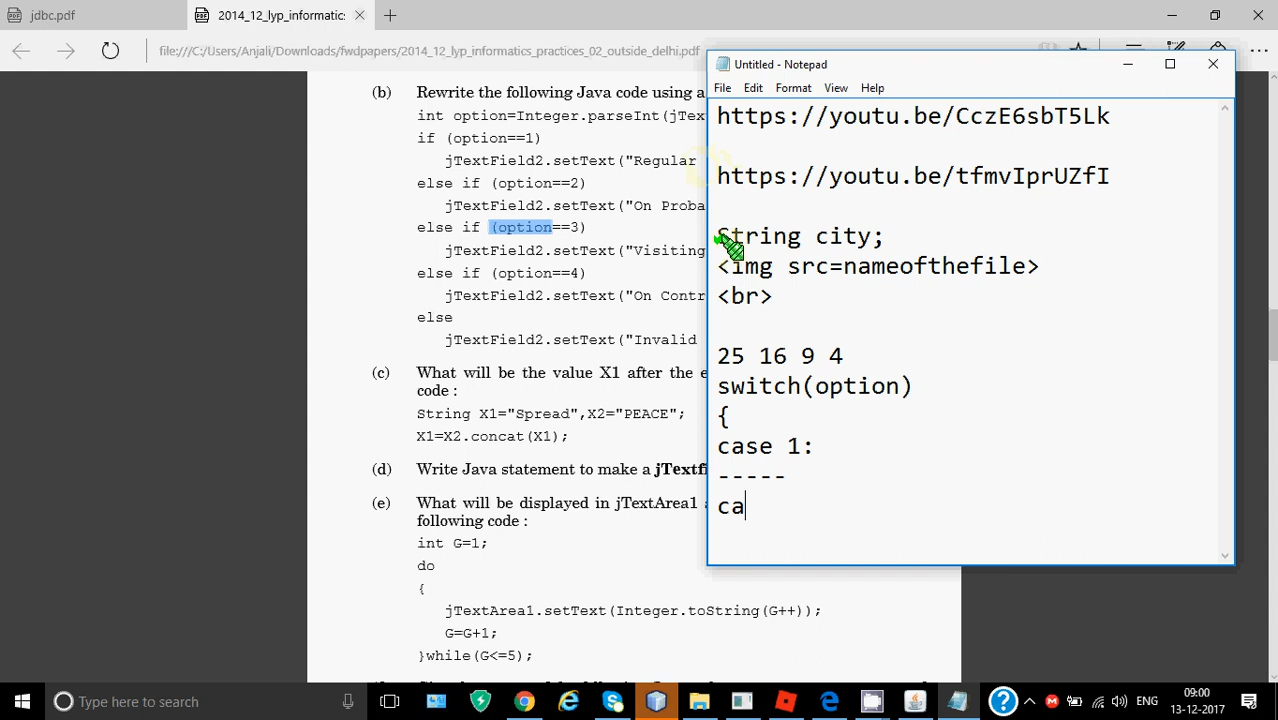 jdbc.pdf
2014_12_lyp_informatic:
file:///C:/Users/Anjali/Downloads/fwdpapers/2014_12_lyp_informatics_practices_02_outside_delhi.pdf
(b) Rewrite the following Java code using a
int option=Integer.parseInt(jTex
if (option==1)
jTextField2.setText("Regular
else if (option==2)
jTextField2.setText("On Proba
else if (option==3)
jTextField2.setText("Visiting
else if (option==4)
jTextField2.setText("On Contr
else
jTextField2.setText("Invalid
(c) What will be the value X1 after the e
code :
String X1="Spread",X2="PEACE";
X1=X2.concat(X1);
(d) Write Java statement to make a jTextf
(e) What will be displayed in jTextArea1 a
following code :
int G=1;
do
{
jTextArea1.setText(Integer.toString(G++));
G=G+1;
}while(G<=5);
Untitled - Notepad
File Edit Format View Help
https://youtu.be/CczE6sbT5Lk
https://youtu.be/tfmvIprUZfI
String city;
<img src=nameofthefile>
<br>
25 16 9 4
switch(option)
{
case 1:
-----
ca
Type here to search
ENG
09:00
13-12-2017